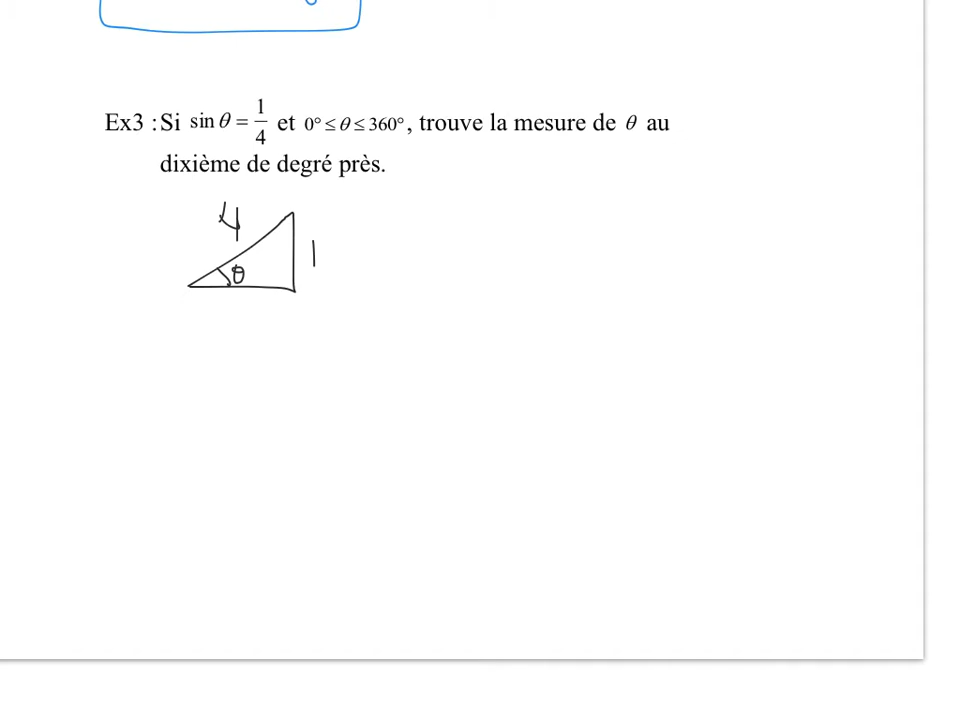 Ex3 : Si sin θ = 1/4 et 0° ≤ θ ≤ 360°, trouve la mesure de θ au
dixième de degré près.
4
1
θ